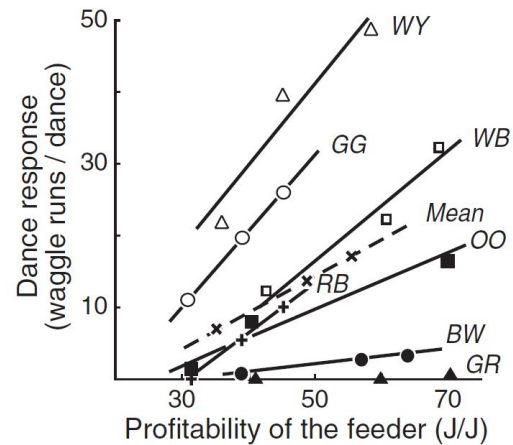 50
30
10
Dance response
(waggle runs / dance)
WY
GG
WB
Mean
OO
RB
BW
GR
30 50 70
Profitability of the feeder (J/J)